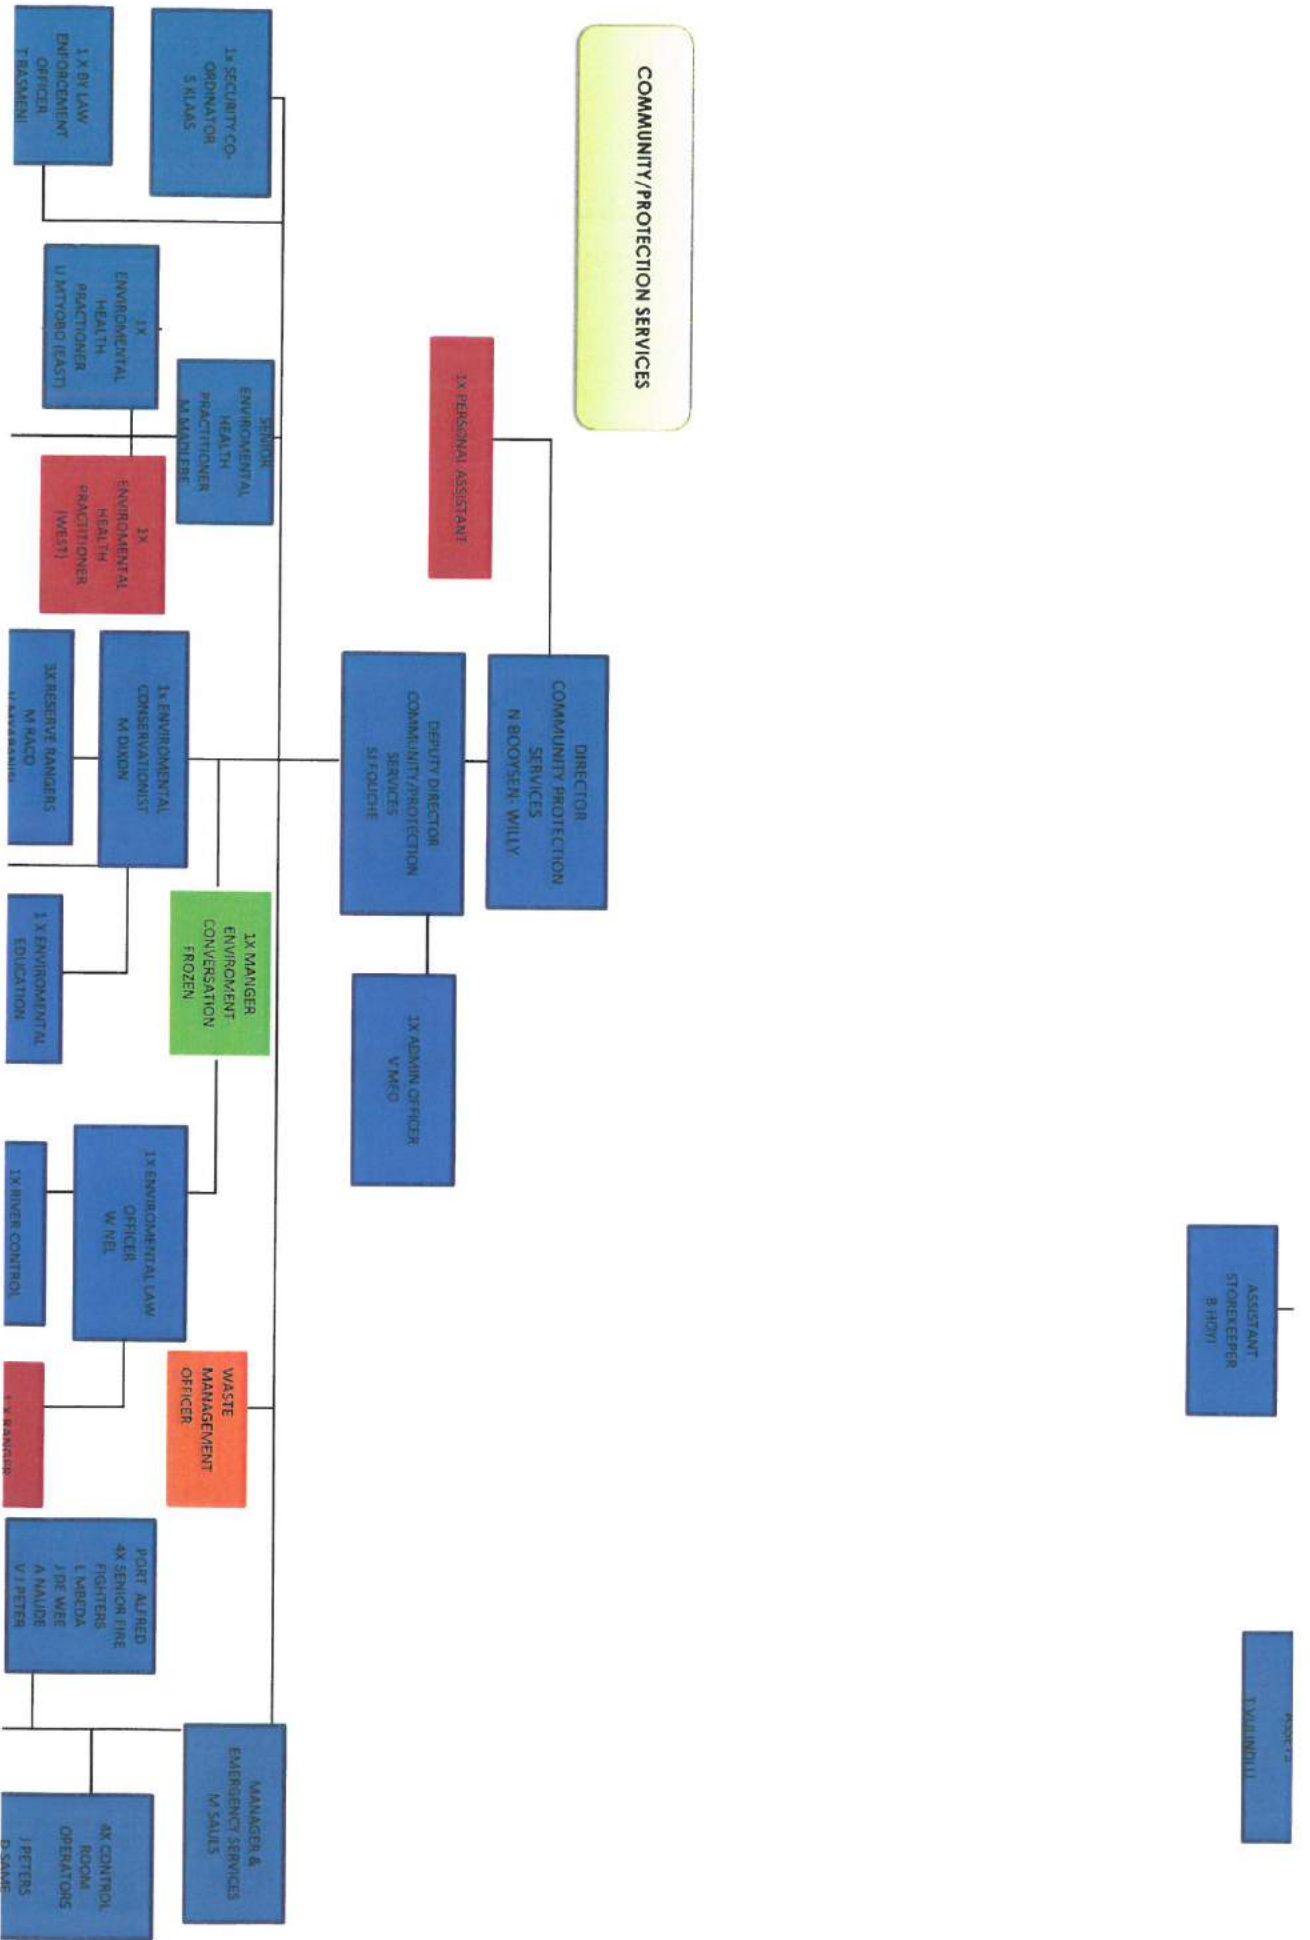 ASSISTANT
STOREKEEPER
B HOYI
COMMUNITY/PROTECTION SERVICES
DIRECTOR
COMMUNITY PROTECTION
SERVICES
N BOOYSEN- WILLY
1X PERSONAL ASSISTANT
DEPUTY DIRECTOR
COMMUNITY/PROTECTION
SERVICES
SJ FOUCHE
1X ADMIN OFFICER
V MFO
1x SECURITY CO-
ORDINATOR
S KLAAS
SENIOR
ENVIROMENTAL
HEALTH
PRACTITIONER
M MADLEBE
1X MANGER
ENVIROMENT-
CONVERSATION
FROZEN
WASTE
MANAGEMENT
OFFICER
MANAGER &
EMERGENCY SERVICES
M SAULS
1 X BY LAW
ENFORCEMENT
OFFICER
T BASMENI
1X
ENVIROMENTAL
HEALTH
PRACTIONER
U MTYOBO (EAST)
1X
ENVIROMENTAL
HEALTH
PRACTITIONER
(WEST)
1x ENVIROMENTAL
CONSERVATIONIST
M DIXON
1X ENVIROMENTAL LAW
OFFICER
W NEL
PORT ALFRED
4X SENIOR FIRE
FIGHTERS
L MBEDA
J DE WEE
A NAUDE
V J PETER
4X CONTROL
ROOM
OPERATORS
J PETERS
D SAME
3X RESERVE RANGERS
M RACO
1 X ENVIROMENTAL
EDUCATION
1X RIVER CONTROL
1 X RANGER